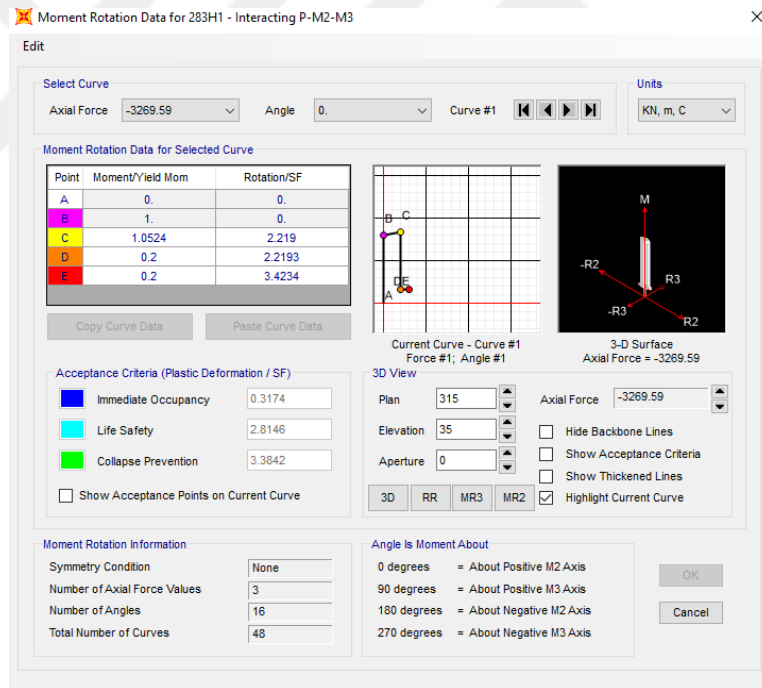 Moment Rotation Data for 283H1 - Interacting P-M2-M3
Edit
Select Curve
Axial Force -3269.59 Angle 0. Curve #1
Units
KN, m, C
Moment Rotation Data for Selected Curve
Point Moment/Yield Mom Rotation/SF
A 0. 0.
B 1. 0.
C 1.0524 2.219
D 0.2 2.2193
E 0.2 3.4234
Copy Curve Data Paste Curve Data
B C
A D E
Current Curve - Curve #1
Force #1; Angle #1
M
-R2
R3
-R3
R2
3-D Surface
Axial Force = -3269.59
Acceptance Criteria (Plastic Deformation / SF)
Immediate Occupancy 0.3174
Life Safety 2.8146
Collapse Prevention 3.3842
Show Acceptance Points on Current Curve
3D View
Plan 315
Elevation 35
Aperture 0
3D RR MR3 MR2
Axial Force -3269.59
Hide Backbone Lines
Show Acceptance Criteria
Show Thickened Lines
Highlight Current Curve
Moment Rotation Information
Symmetry Condition None
Number of Axial Force Values 3
Number of Angles 16
Total Number of Curves 48
Angle Is Moment About
0 degrees = About Positive M2 Axis
90 degrees = About Positive M3 Axis
180 degrees = About Negative M2 Axis
270 degrees = About Negative M3 Axis
OK
Cancel